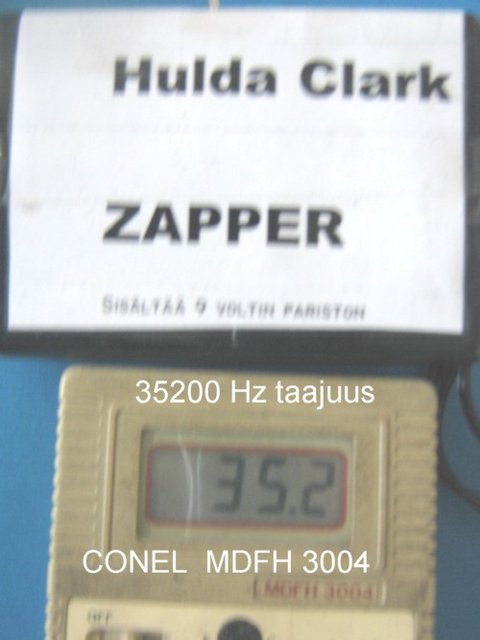 Hulda Clark
ZAPPER
SISÄLTÄÄ 9 VOLTIN PARISTON
35200 Hz taajuus
35.2
CONEL MDFH 3004
MDFH 3004
OFF